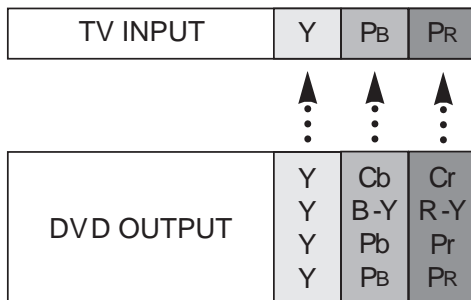 TV INPUT Y PB PR
Y Cb Cr
Y B-Y R-Y
DVD OUTPUT
Y Pb Pr
Y PB PR